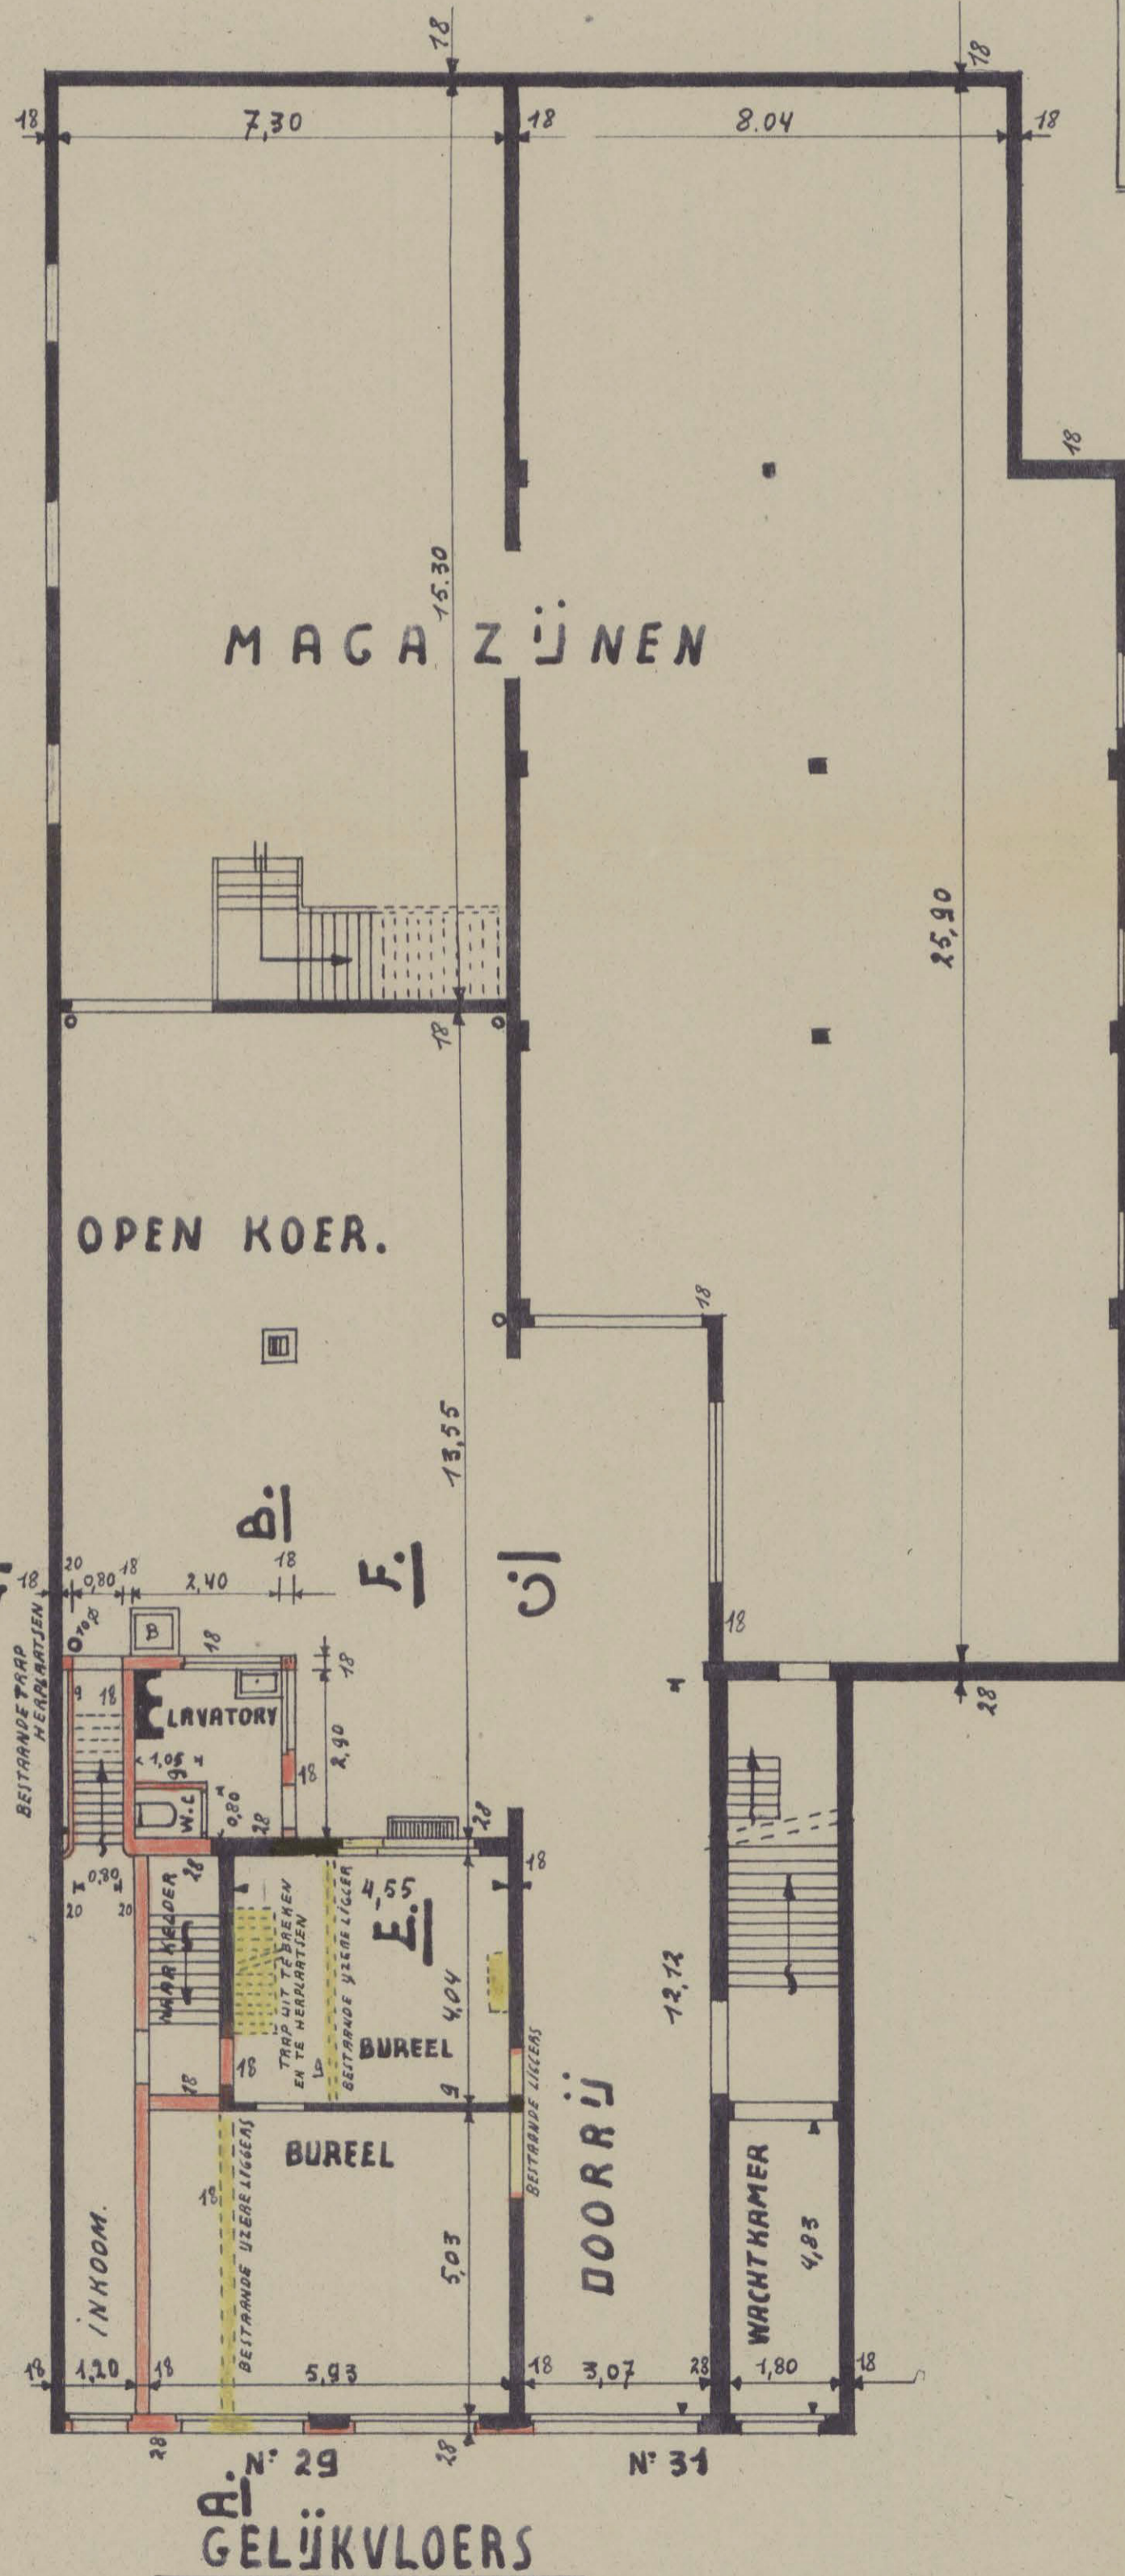 18
18
18
7,30
18
8.04
18
18
15.30
MAGAZIJNEN
25,90
18
OPEN KOER.
18
13,55
B.
F.
C.
20
18
18
18
0,80
2,40
BESTAANDE TRAP
HERPLAATSEN
B
18
18
18
9
18
LAVATORY
28
1,05
9
18
2,90
W.C
0,80
28
28
0,80
28
18
20
20
4,55
NAAR KELDER
TRAP UIT TE BREKEN
EN TE HERPLAATSEN
BESTAANDE YZERE LIGGER
E.
4,04
12,12
BUREEL
18
18
9
BESTAANDE LIGGERS
BUREEL
18
BESTAANDE YZERE LIGGERS
DOORRIJ
WACHTKAMER
4,83
5,03
INKOOM.
18
1,20
18
5,93
18
3,07
28
1,80
18
28
28
N: 29
N: 31
A.
GELIJKVLOERS